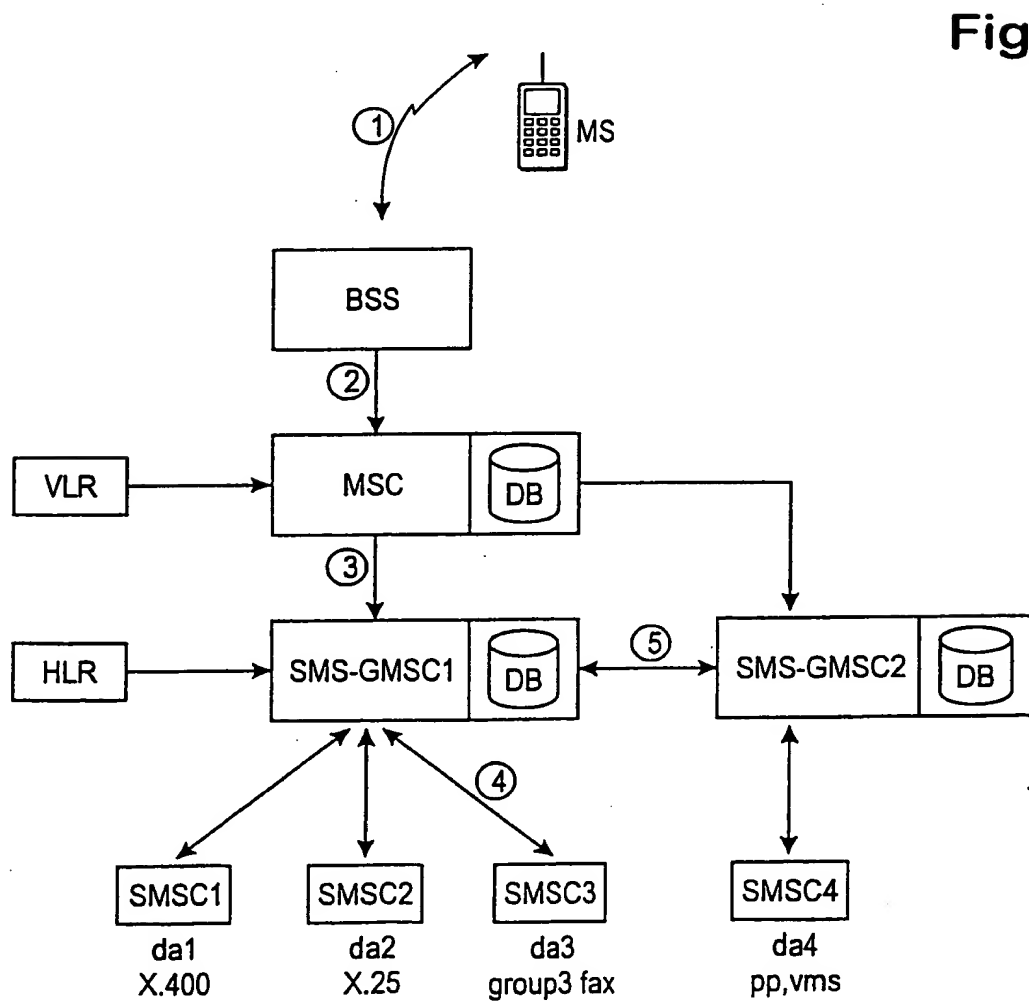 Fig
1
MS
BSS
2
VLR
MSC
DB
3
HLR
SMS-GMSC1
DB
5
SMS-GMSC2
DB
4
SMSC1
SMSC2
SMSC3
SMSC4
da1
da2
da3
da4
X.400
X.25
group3 fax
pp,vms